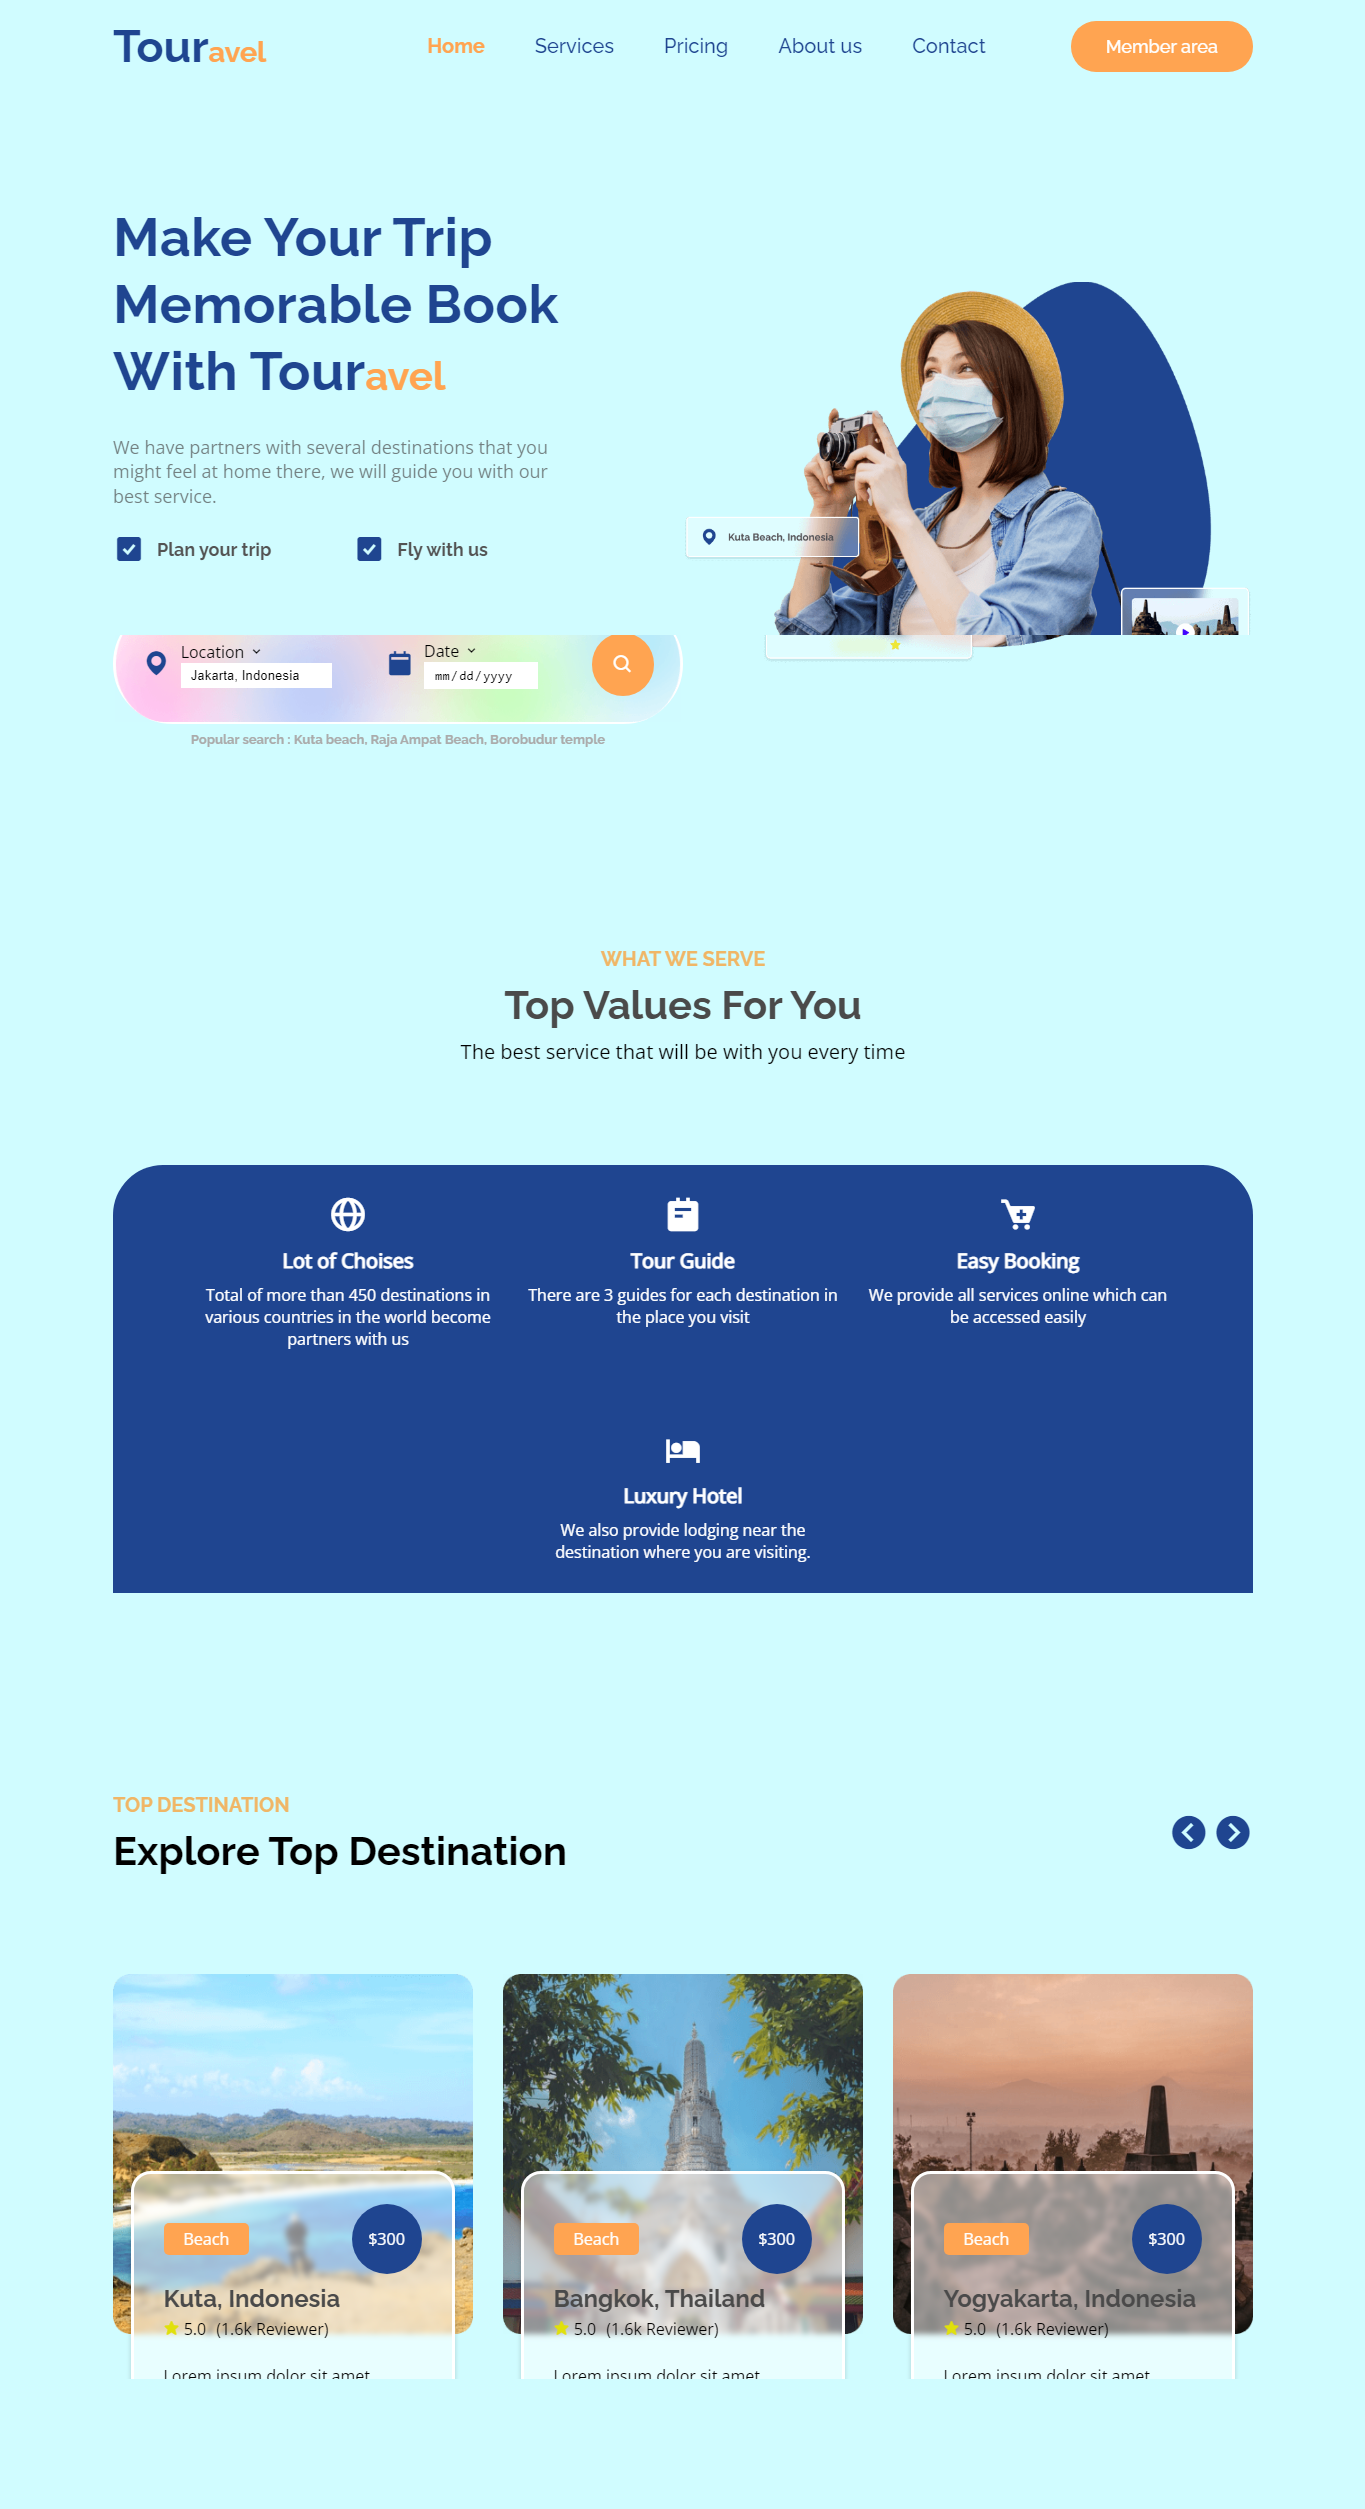 Touravel
Home
Services
Pricing
About us
Contact
Member area
Make Your Trip
Memorable Book
With Touravel
We have partners with several destinations that you
might feel at home there, we will guide you with our
best service.
Plan your trip
Fly with us
Kuta Beach, Indonesia
Location
Jakarta, Indonesia
Date
mm/dd/yyyy
Popular search : Kuta beach, Raja Ampat Beach, Borobudur temple
WHAT WE SERVE
Top Values For You
The best service that will be with you every time
Lot of Choises
Total of more than 450 destinations in
various countries in the world become
partners with us
Tour Guide
There are 3 guides for each destination in
the place you visit
Easy Booking
We provide all services online which can
be accessed easily
Luxury Hotel
We also provide lodging near the
destination where you are visiting.
TOP DESTINATION
Explore Top Destination
Beach
$300
Kuta, Indonesia
5.0 (1.6k Reviewer)
Lorem ipsum dolor sit amet
Beach
$300
Bangkok, Thailand
5.0 (1.6k Reviewer)
Lorem ipsum dolor sit amet
Beach
$300
Yogyakarta, Indonesia
5.0 (1.6k Reviewer)
Lorem ipsum dolor sit amet